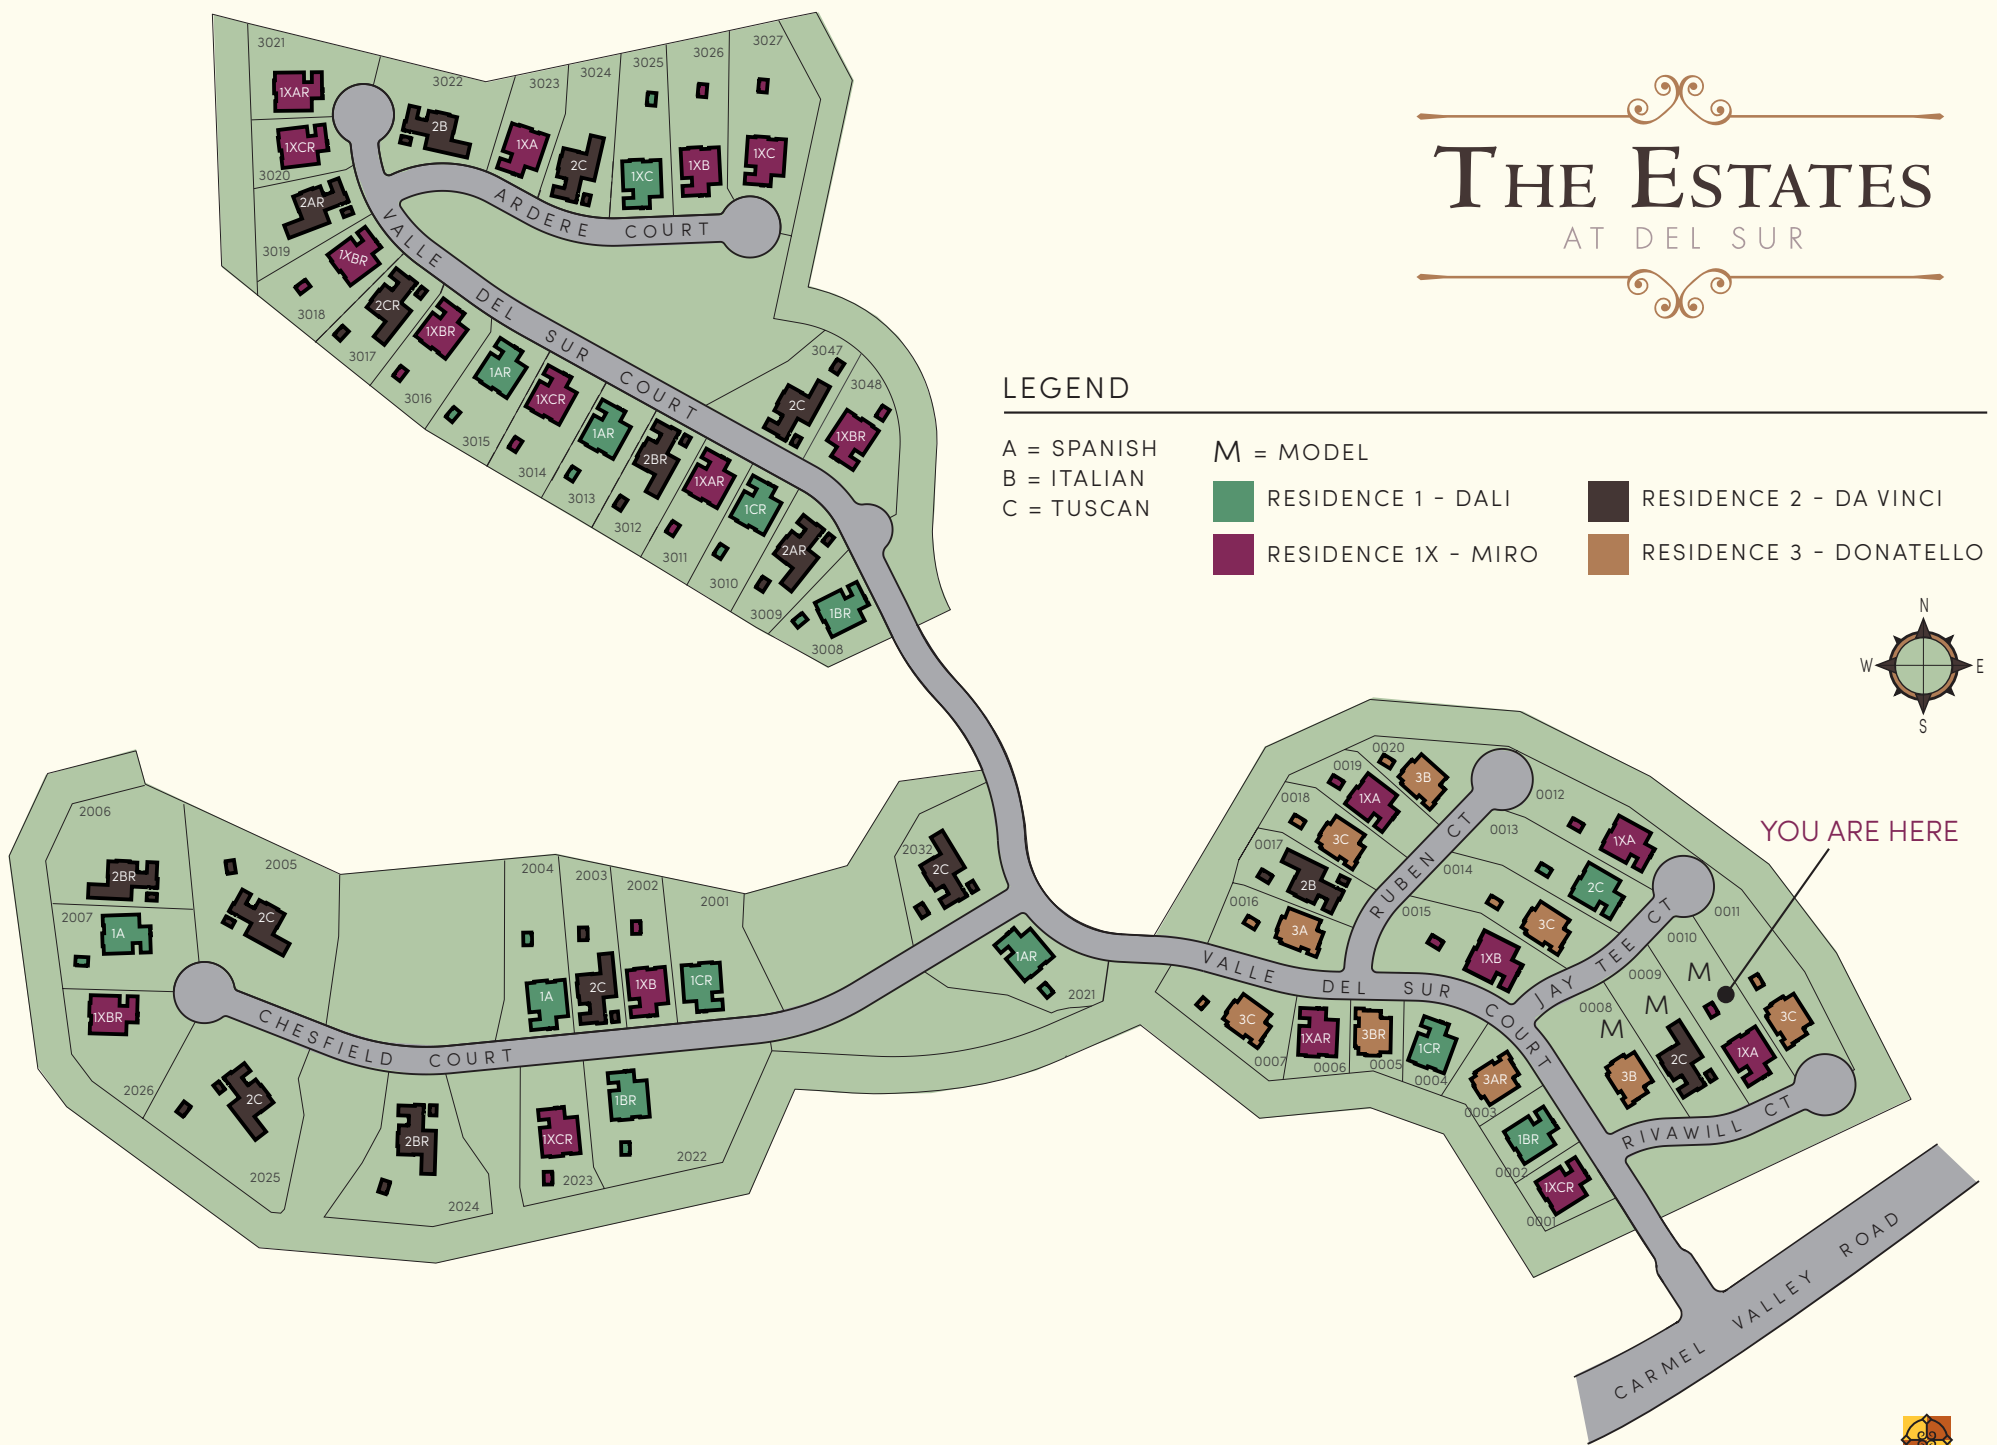 THE ESTATES
AT DEL SUR
LEGEND
A = SPANISH
B = ITALIAN
C = TUSCAN
M = MODEL
RESIDENCE 1 - DALI
RESIDENCE 1X - MIRO
RESIDENCE 2 - DA VINCI
RESIDENCE 3 - DONATELLO
N
W
E
S
YOU ARE HERE
3021
1XAR
3022
2B
3023
1XA
3024
2C
3025
1XC
3026
1XB
3027
1XC
1XCR
3020
2AR
3019
ARDERE COURT
VALLE DEL SUR COURT
1XBR
3018
2CR
3017
1XBR
3016
1AR
3015
1XCR
3014
1AR
3013
2BR
3012
1XAR
3011
1CR
3010
2AR
3009
1BR
3008
3047
2C
3048
1XBR
2006
2BR
2005
2C
2007
1A
1XBR
2026
2C
2025
CHESFIELD COURT
2004
1A
2003
2C
2002
1XB
2001
1CR
2BR
2024
1XCR
2023
1BR
2022
2032
2C
1AR
2021
0020
3B
0019
1XA
0018
3C
0017
2B
0016
3A
RUBEN CT
0012
1XA
0013
2C
0014
3C
0015
1XB
JAY TEE CT
VALLE DEL SUR COURT
0011
3C
0010
M
1XA
0009
M
2C
0008
M
3B
RIVAWILL CT
3C
0007
1XAR
0006
3BR
0005
1CR
0004
3AR
0003
1BR
0002
1XCR
0001
CARMEL VALLEY ROAD